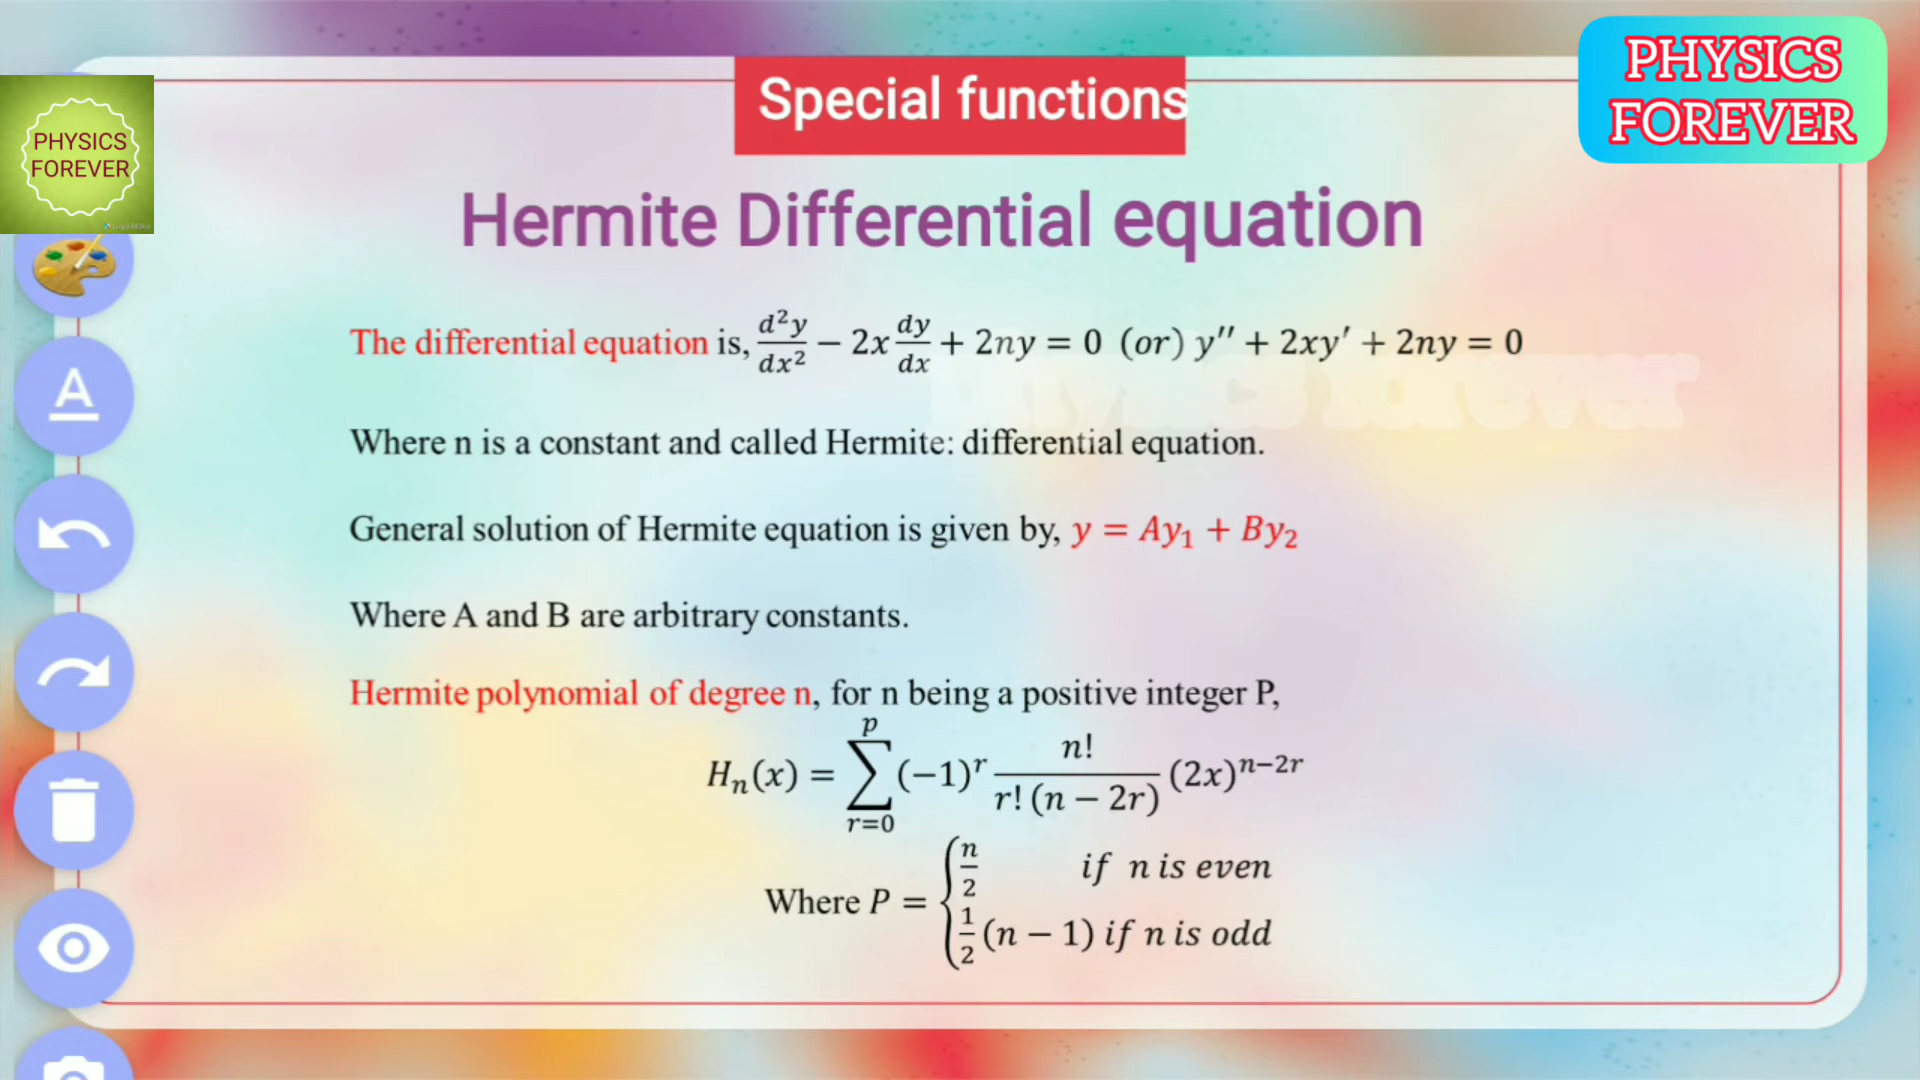 Special functions
PHYSICS
FOREVER
PHYSICS
FOREVER
Hermite Differential equation
The differential equation is, d²y/dx² − 2x dy/dx + 2ny = 0 (or) y′′ + 2xy′ + 2ny = 0
physics forever
Where n is a constant and called Hermite: differential equation.
General solution of Hermite equation is given by, y = Ay₁ + By₂
Where A and B are arbitrary constants.
Hermite polynomial of degree n, for n being a positive integer P,
Hₙ(x) = ∑_{r=0}^{p} (−1)^r n!/(r! (n − 2r)) (2x)^{n−2r}
Where P = { n/2 if n is even
1/2 (n − 1) if n is odd